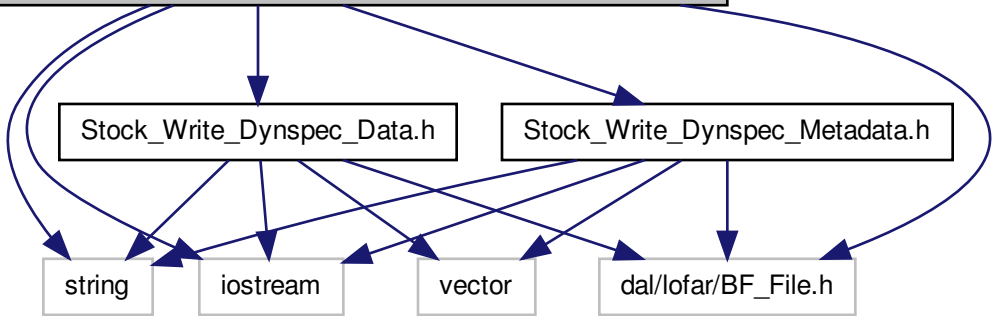 Stock_Write_Dynspec_Data.h
Stock_Write_Dynspec_Metadata.h
string
iostream
vector
dal/lofar/BF_File.h